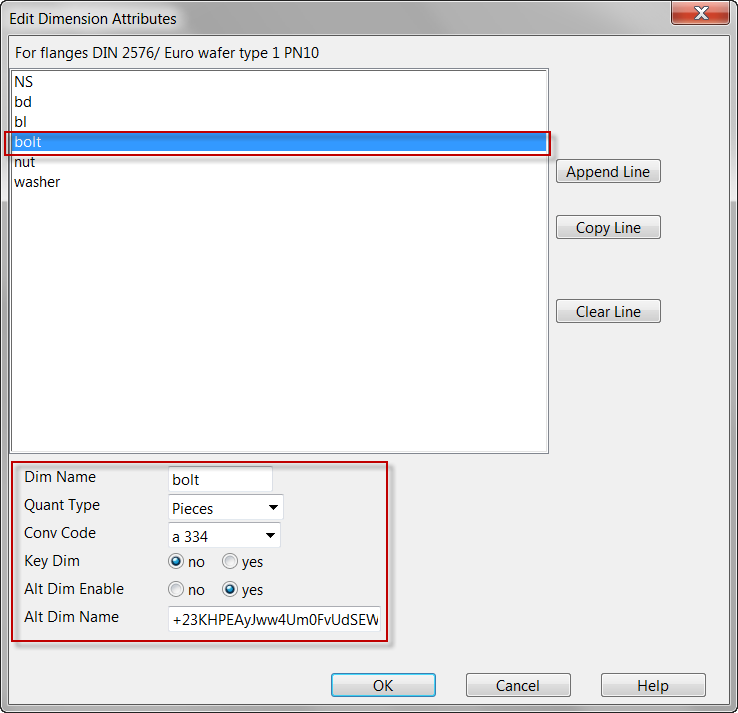 Edit Dimension Attributes
For flanges DIN 2576/ Euro wafer type 1 PN10
NS
bd
bl
bolt
nut
washer
Append Line
Copy Line
Clear Line
Dim Name bolt
Quant Type Pieces
Conv Code a 334
Key Dim no yes
Alt Dim Enable no yes
Alt Dim Name +23KHPEAyJww4Um0FvUdSEW
OK Cancel Help